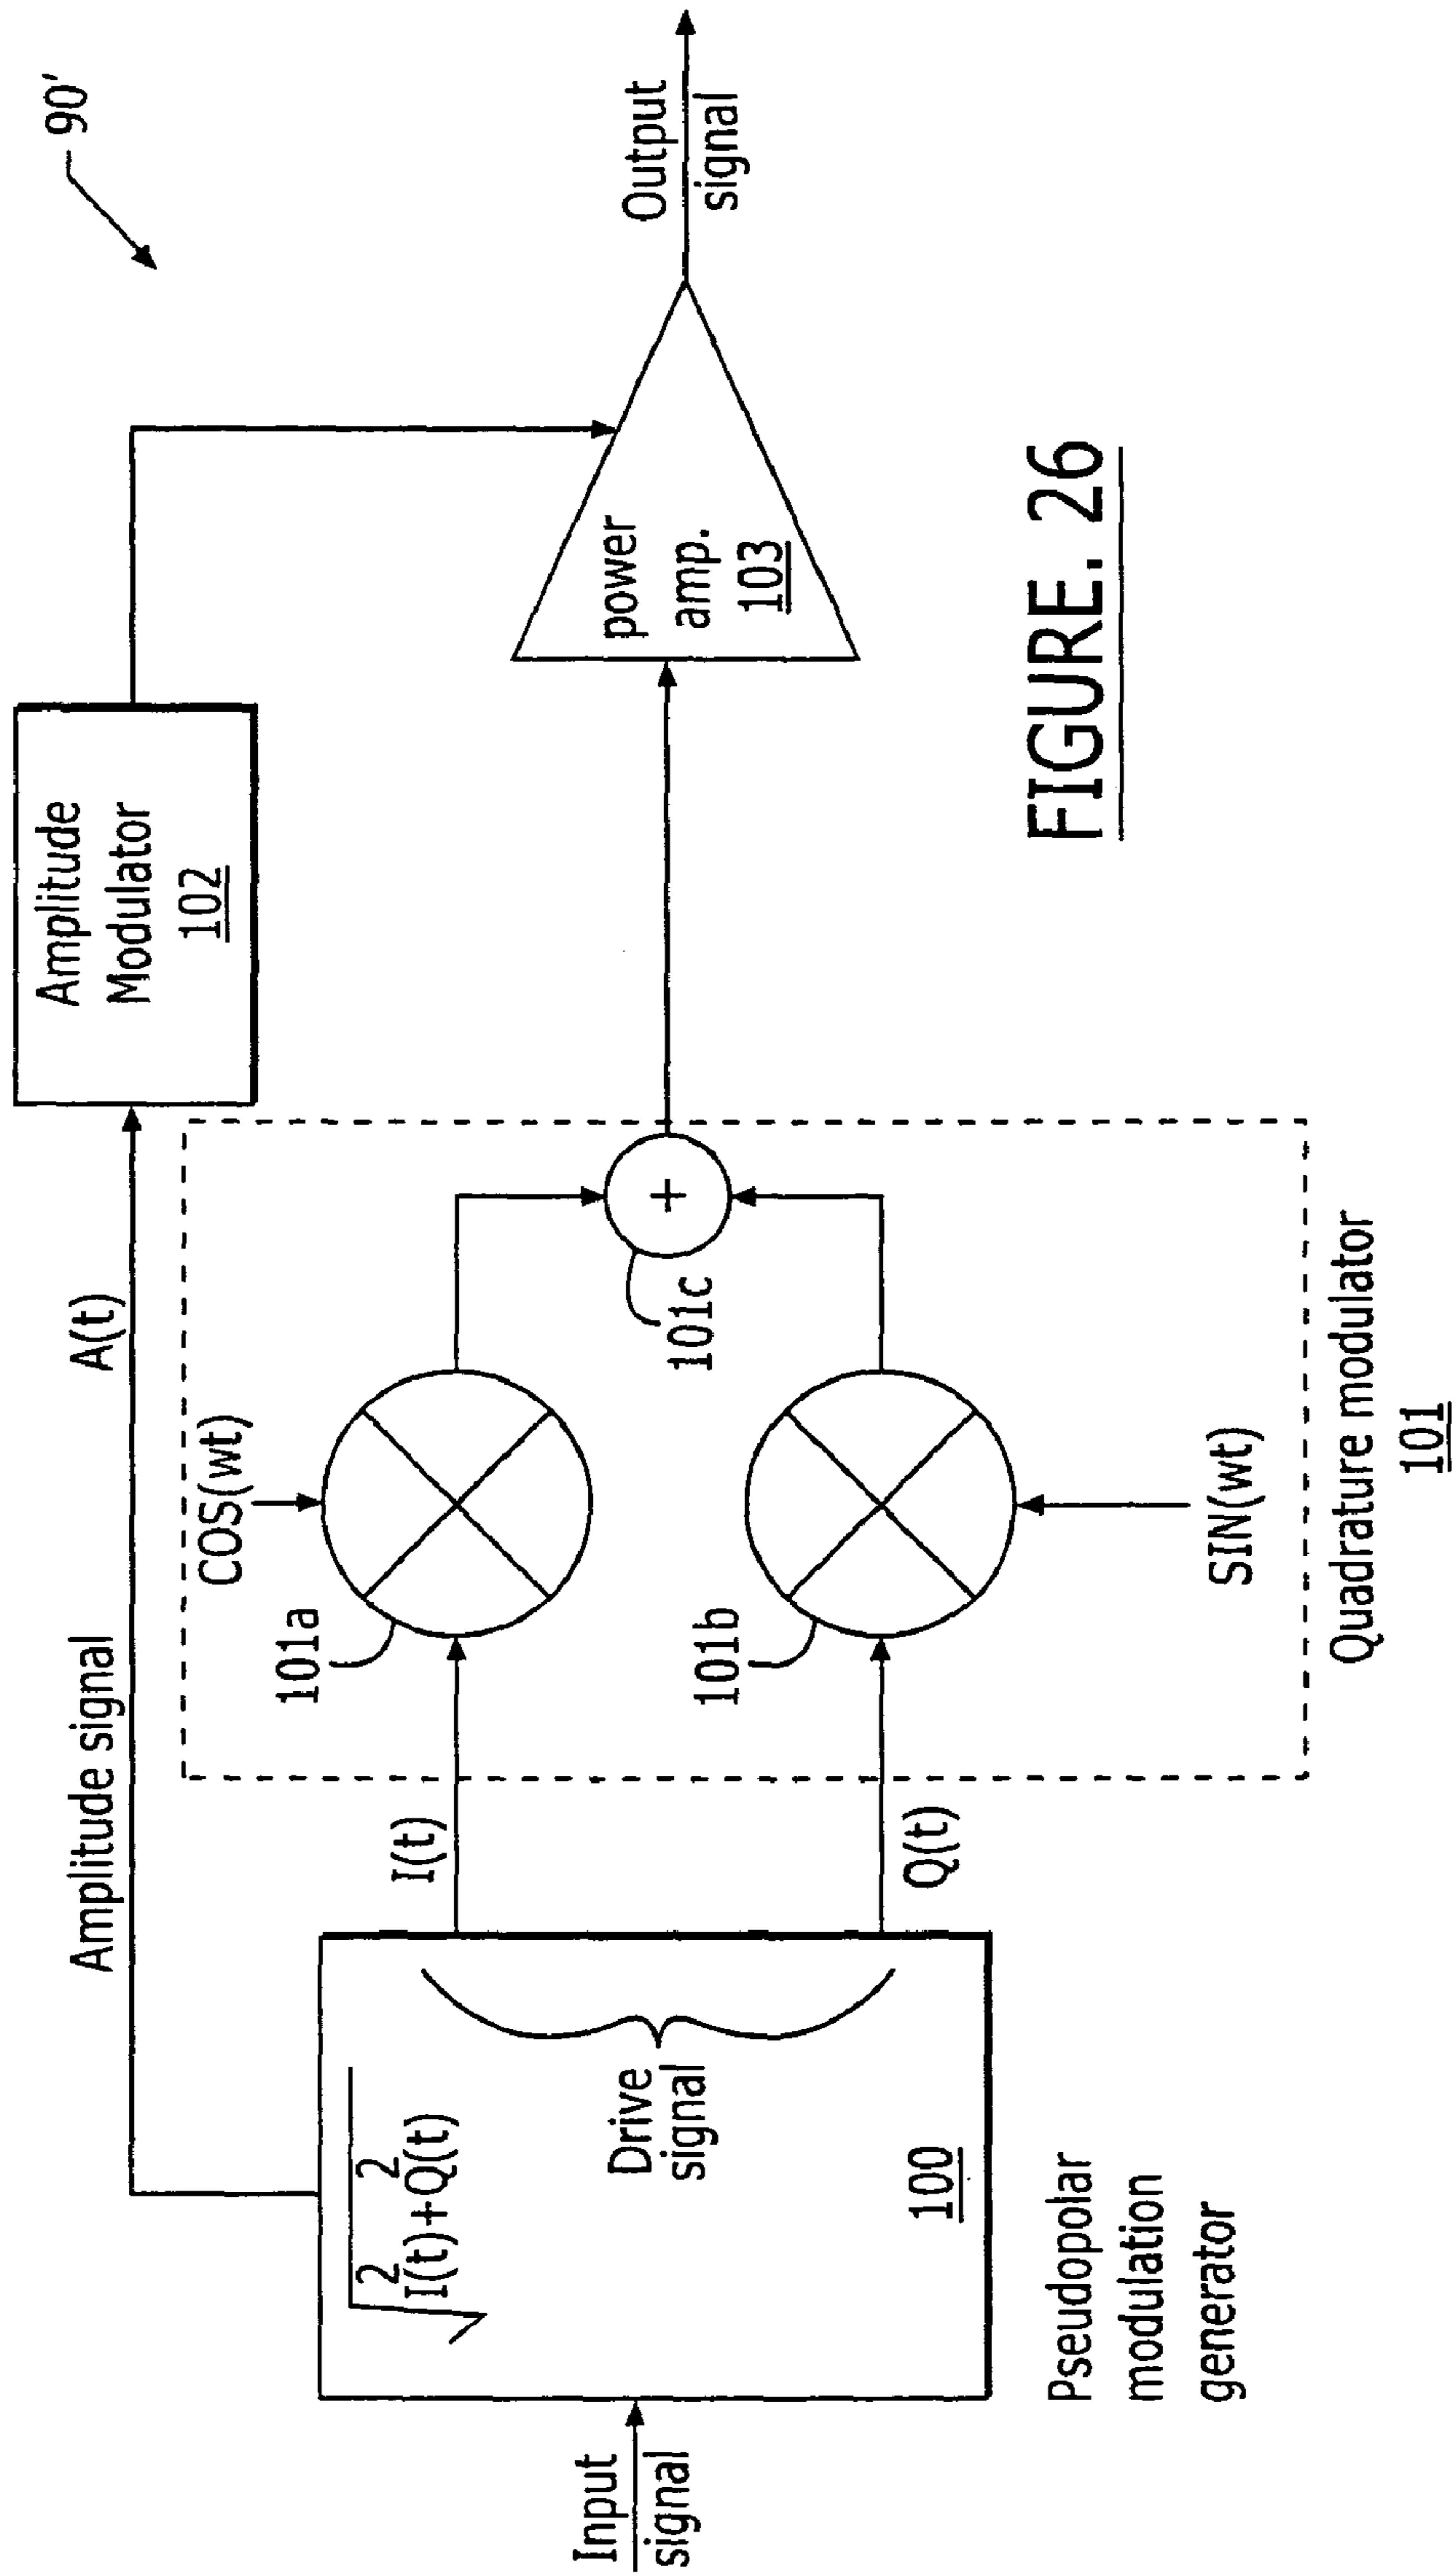 90'
Amplitude
Modulator
102
Amplitude signal
A(t)
COS(wt)
101a
I(t)
√I(t)²+Q(t)²
Drive
signal
100
Pseudopolar
modulation
generator
Input
signal
Q(t)
101b
SIN(wt)
+
101c
Quadrature modulator
101
power
amp.
103
Output
signal
FIGURE. 26